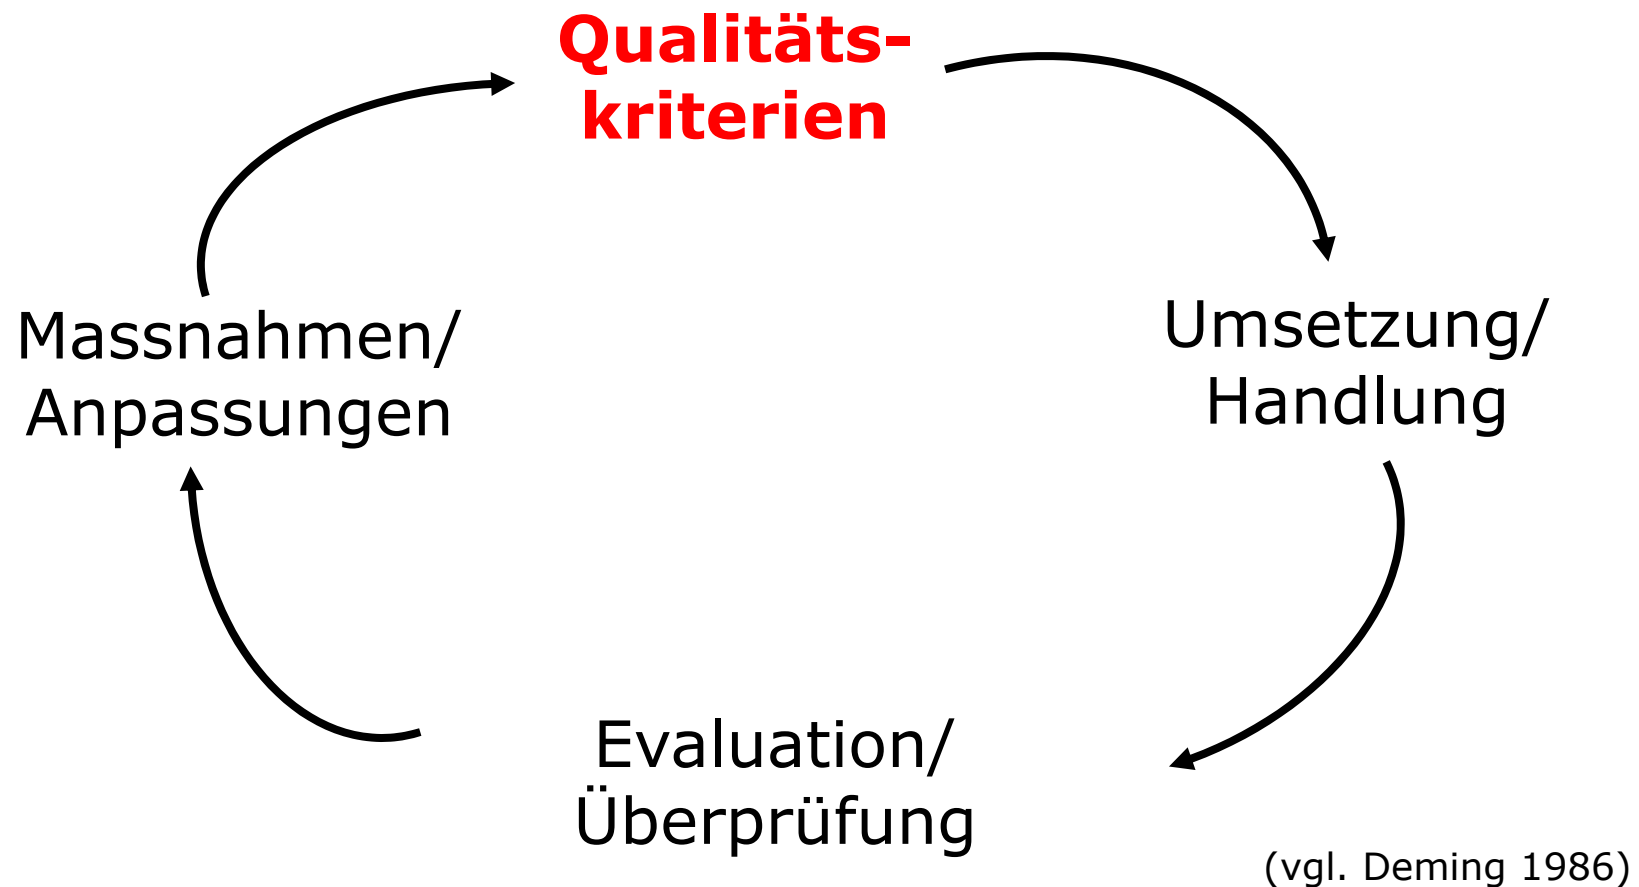 Qualitäts-
kriterien
Umsetzung/
Handlung
Evaluation/
Überprüfung
Massnahmen/
Anpassungen
(vgl. Deming 1986)